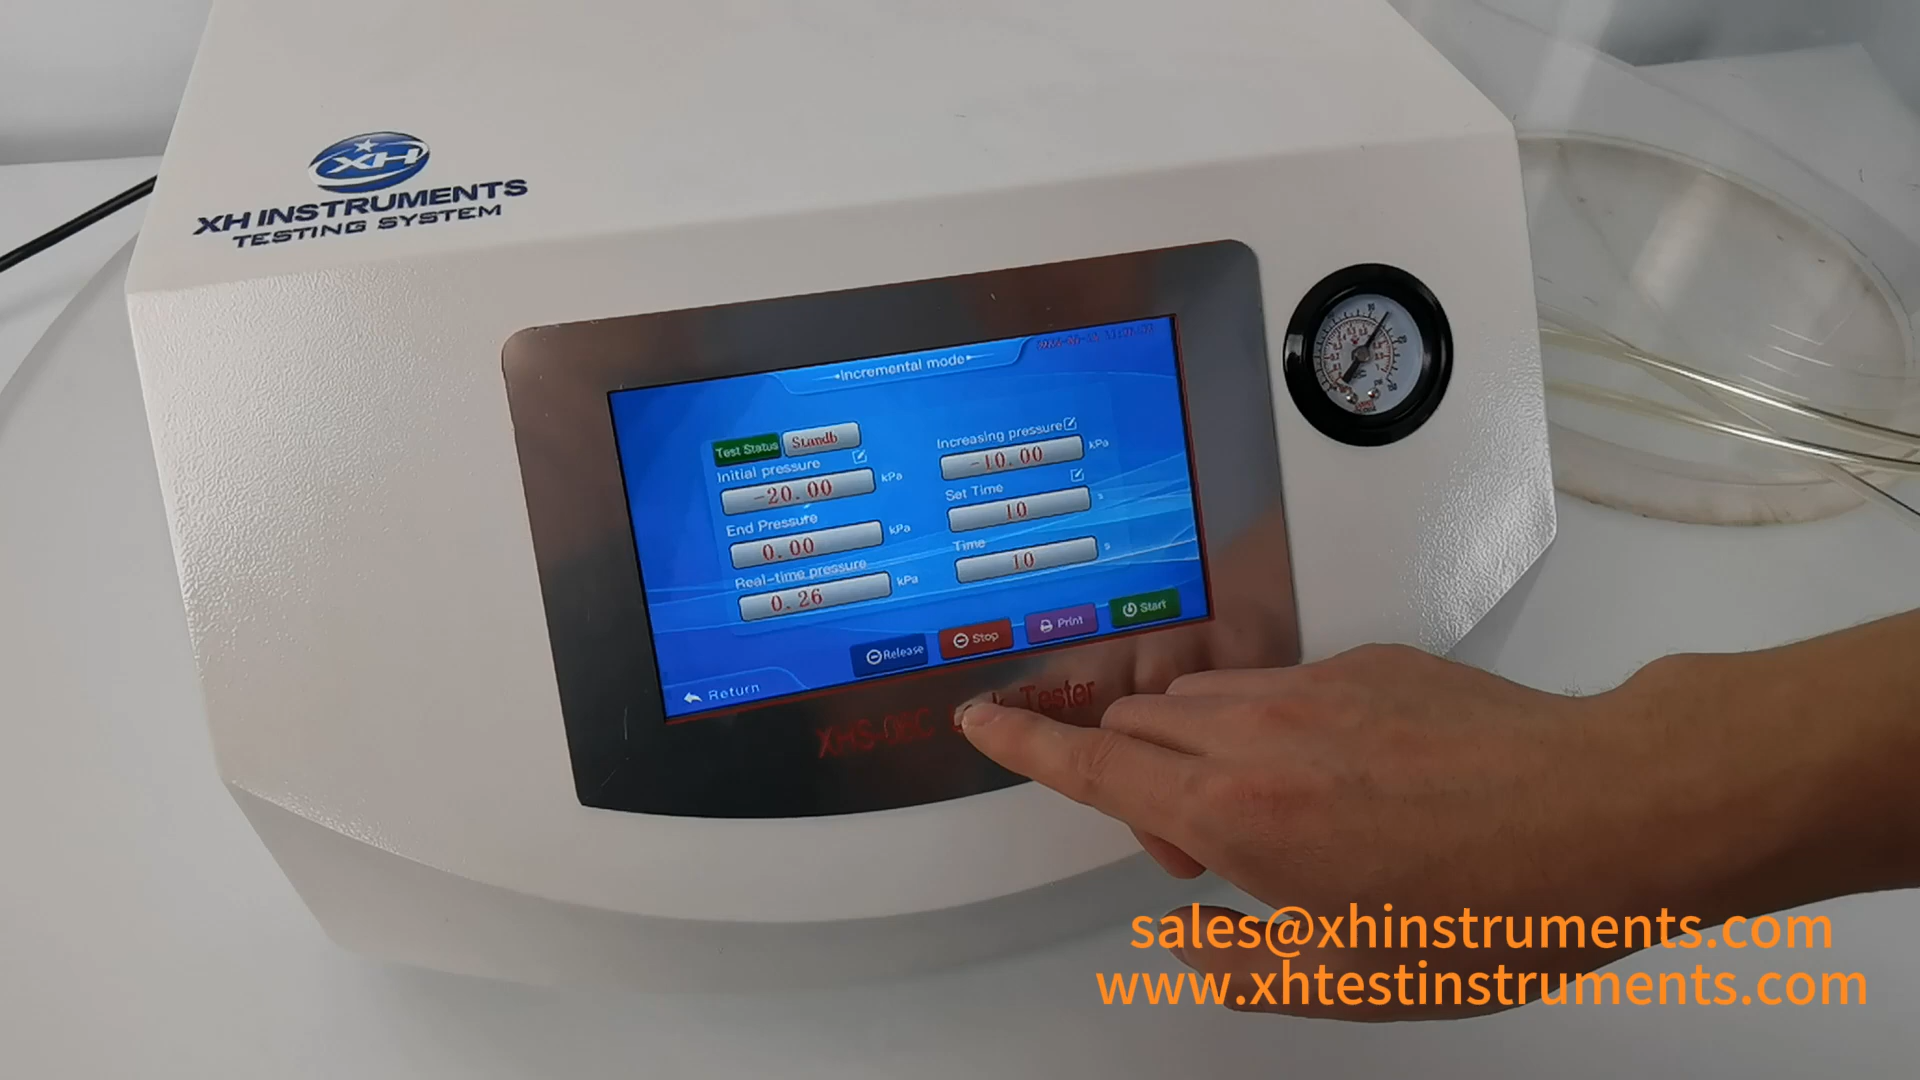 XH
XH INSTRUMENTS
TESTING SYSTEM
Incremental mode
Test Status Standb
Initial pressure
-20.00 kPa
End Pressure
0.00 kPa
Real-time pressure
0.26 kPa
Increasing pressure
-10.00 kPa
Set Time
10 s
Time
10 s
Release Stop Print Start
Return
Tester
sales@xhinstruments.com
www.xhtestinstruments.com